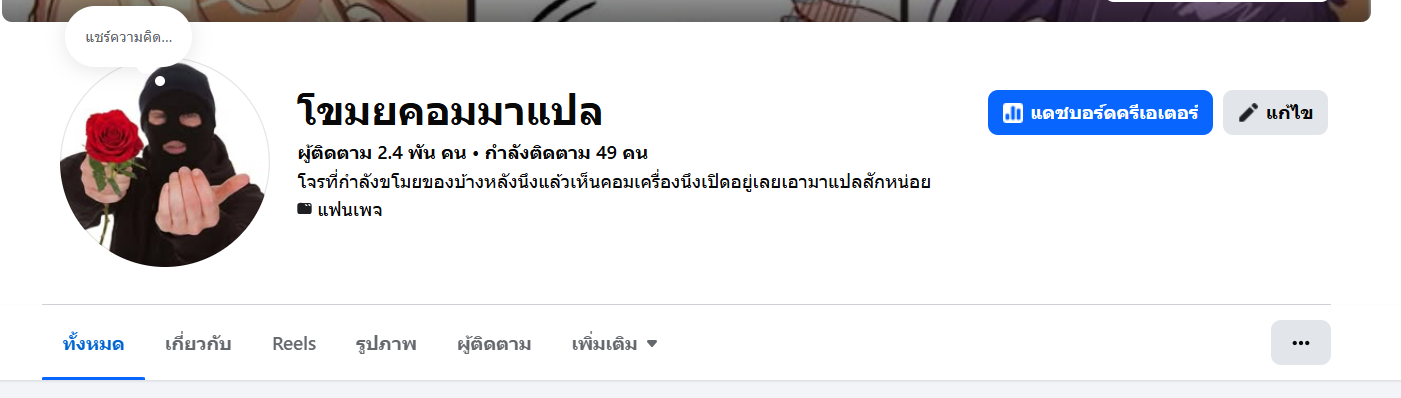 แชร์ความคิด...
โขมยคอมมาแปล
ผู้ติดตาม 2.4 พัน คน • กำลังติดตาม 49 คน
โจรที่กำลังขโมยของบ้างหลังนึงแล้วเห็นคอมเครื่องนึงเปิดอยู่เลยเอามาแปลสักหน่อย
แฟนเพจ
แดชบอร์ดครีเอเตอร์
แก้ไข
ทั้งหมด
เกี่ยวกับ
Reels
รูปภาพ
ผู้ติดตาม
เพิ่มเติม